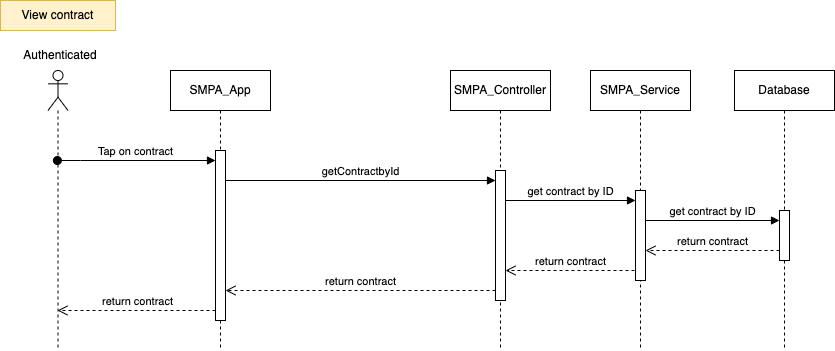 View contract
Authenticated
SMPA_App
SMPA_Controller
SMPA_Service
Database
Tap on contract
getContractbyId
get contract by ID
get contract by ID
return contract
return contract
return contract
return contract